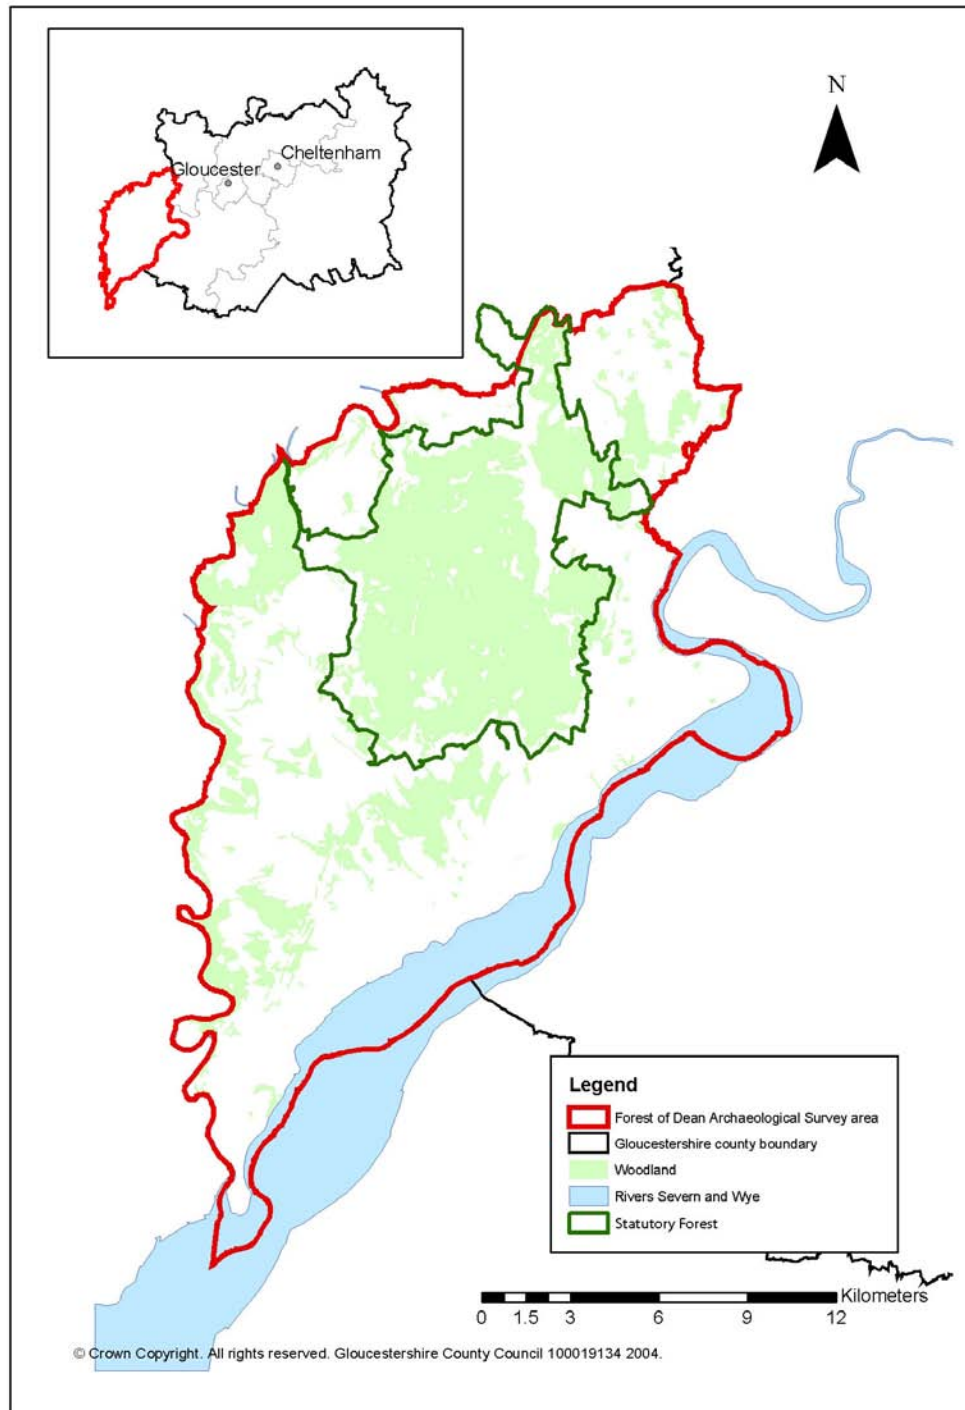 Cheltenham
Gloucester
N
Legend
Forest of Dean Archaeological Survey area
Gloucestershire county boundary
Woodland
Rivers Severn and Wye
Statutory Forest
Kilometers
0 1.5 3 6 9 12
© Crown Copyright. All rights reserved. Gloucestershire County Council 100019134 2004.